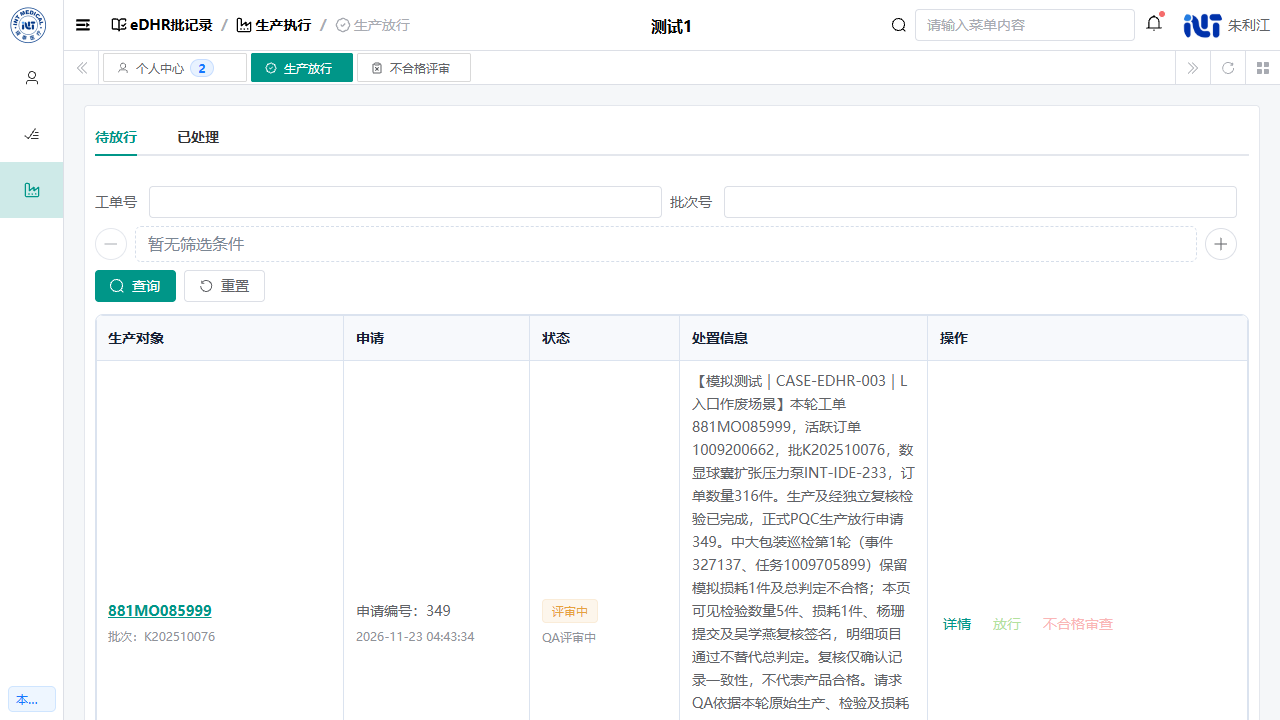 eDHR批记录 / 生产执行 / 生产放行
测试1
请输入菜单内容
朱利江
个人中心 2
生产放行
不合格评审
待放行
已处理
工单号
批次号
暂无筛选条件
查询
重置
生产对象
申请
状态
处置信息
操作
881MO085999
批次：K202510076
申请编号：349
2026-11-23 04:43:34
评审中
QA评审中
【模拟测试｜CASE-EDHR-003｜L
入口作废场景】本轮工单
881MO085999，活跃订单
1009200662，批K202510076，数
显球囊扩张压力泵INT-IDE-233，订
单数量316件。生产及经独立复核检
验已完成，正式PQC生产放行申请
349。中大包装巡检第1轮（事件
327137、任务1009705899）保留
模拟损耗1件及总判定不合格；本页
可见检验数量5件、损耗1件、杨珊
提交及吴学燕复核签名，明细项目
通过不替代总判定。复核仅确认记
录一致性，不代表产品合格。请求
QA依据本轮原始生产、检验及损耗
详情
放行
不合格审查
本...